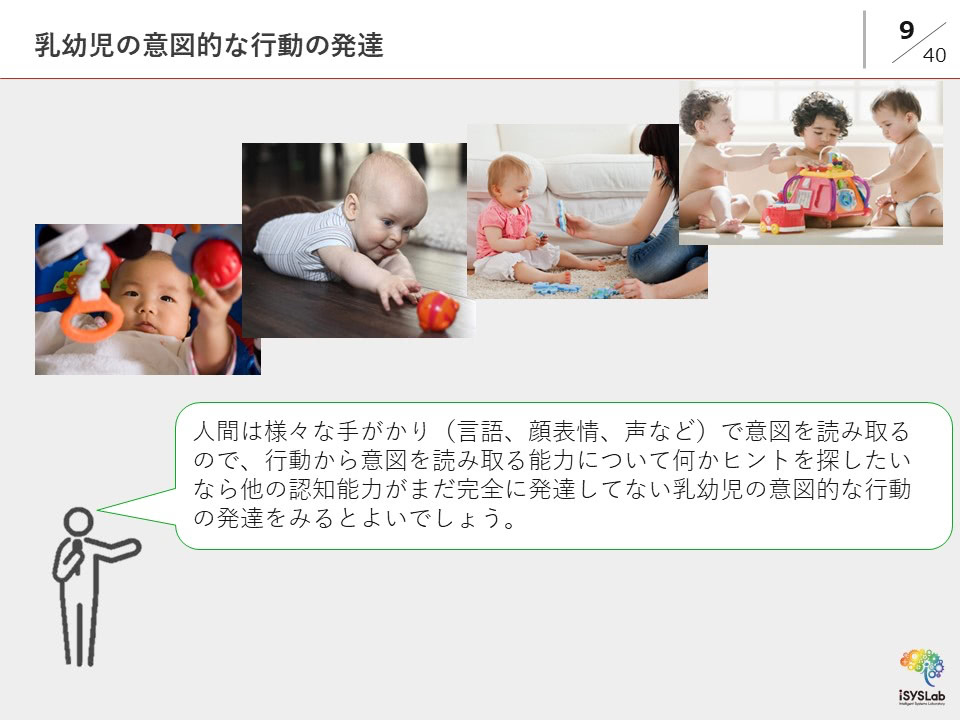 乳幼児の意図的な行動の発達
9
40
人間は様々な手がかり（言語、顔表情、声など）で意図を読み取る
ので、行動から意図を読み取る能力について何かヒントを探したい
なら他の認知能力がまだ完全に発達してない乳幼児の意図的な行動
の発達をみるとよいでしょう。
iSYSLab
Intelligent Systems Laboratory